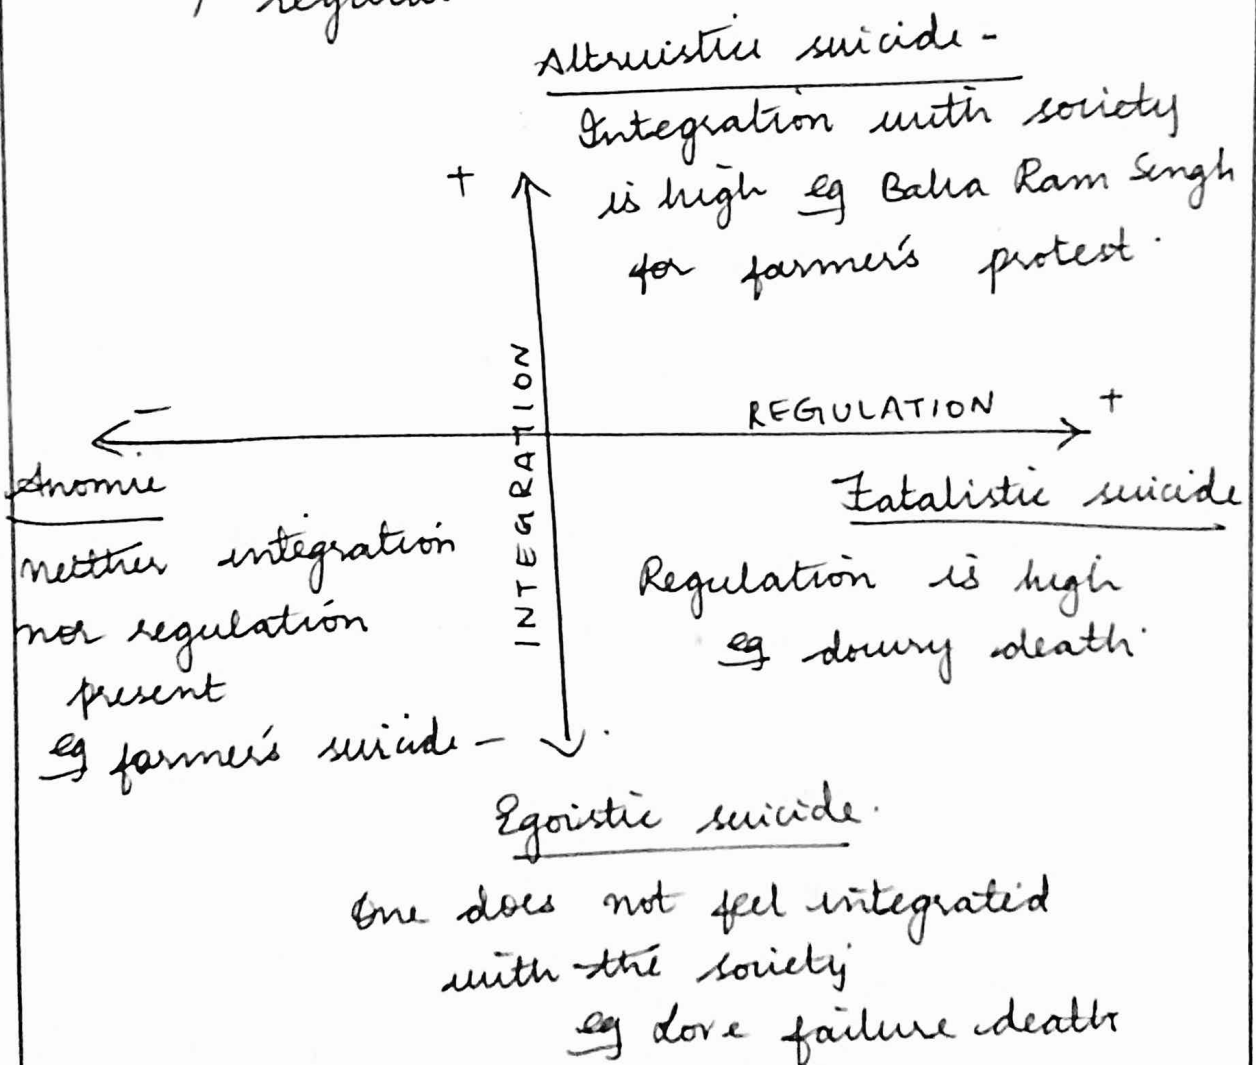 Altruistic suicide -
Integration with society
is high eg Baba Ram Singh
for farmer's protest.
+
INTEGRATION
-
REGULATION +
Anomie
neither integration
nor regulation
present
eg farmer's suicide -
Fatalistic suicide
Regulation is high
eg dowry death.
Egoistic suicide.
One does not feel integrated
with the society
eg Love failure death